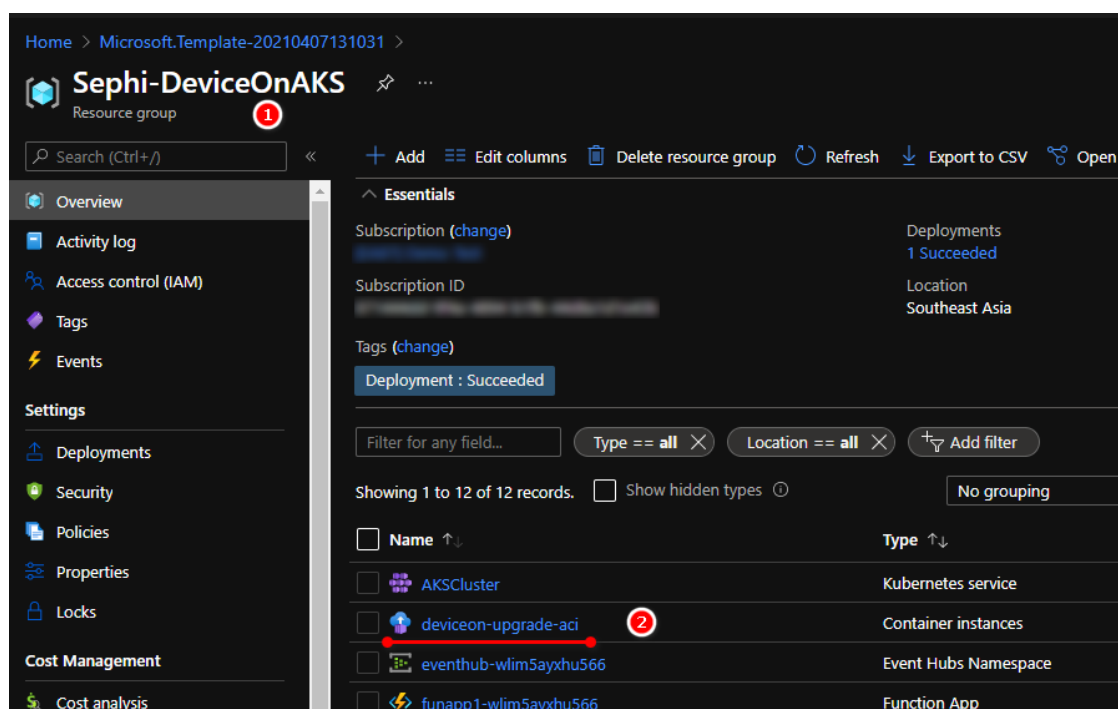 Home > Microsoft.Template-20210407131031 >
Sephi-DeviceOnAKS ...
Resource group
1
Search (Ctrl+/)
«
Add
Edit columns
Delete resource group
Refresh
Export to CSV
Open
Overview
Activity log
Access control (IAM)
Tags
Events
Settings
Deployments
Security
Policies
Properties
Locks
Cost Management
Cost analysis
Essentials
Subscription (change)
Deployments
1 Succeeded
Subscription ID
Location
Southeast Asia
Tags (change)
Deployment : Succeeded
Filter for any field...
Type == all
Location == all
Add filter
Showing 1 to 12 of 12 records.
Show hidden types
No grouping
Name ↑↓
Type ↑↓
AKSCluster
Kubernetes service
deviceon-upgrade-aci
2
Container instances
eventhub-wlim5ayxhu566
Event Hubs Namespace
funapp1-wlim5ayxhu566
Function App